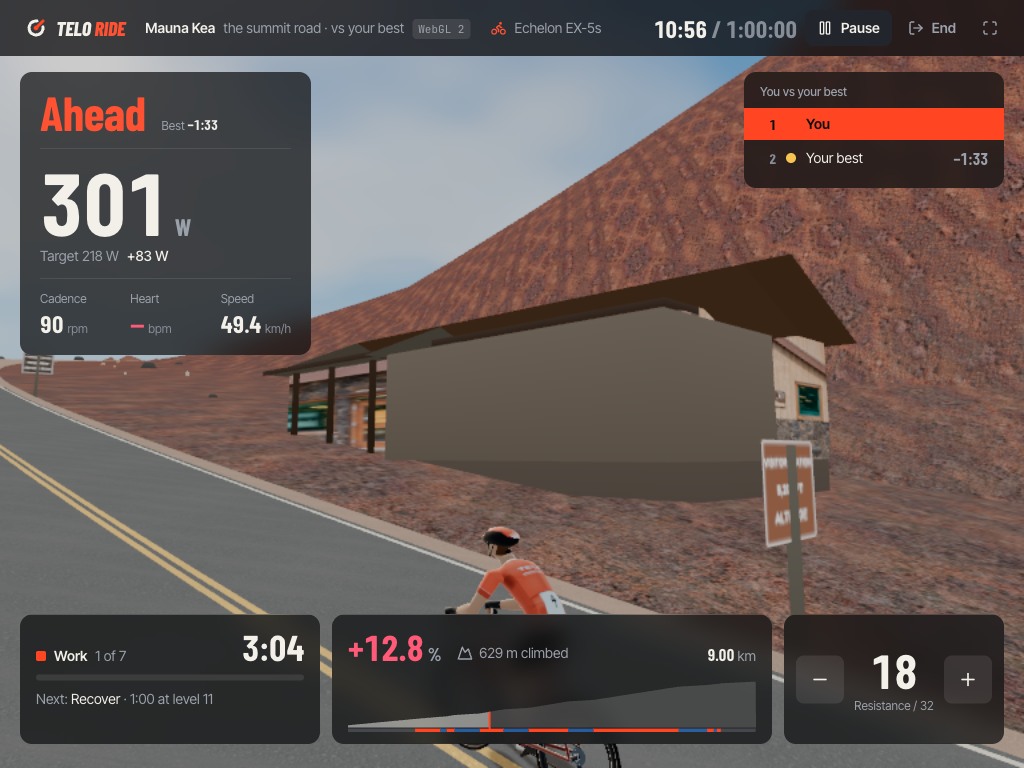 TELO RIDE
Mauna Kea the summit road · vs your best WebGL 2
Echelon EX-5s
10:56 / 1:00:00
Pause
End
Ahead
Best −1:33
301 W
Target 218 W +83 W
Cadence
Heart
Speed
90 rpm
– bpm
49.4 km/h
You vs your best
1 You
2 Your best −1:33
Work 1 of 7
3:04
Next: Recover · 1:00 at level 11
+12.8 %
629 m climbed
9.00 km
−
18
+
Resistance / 32